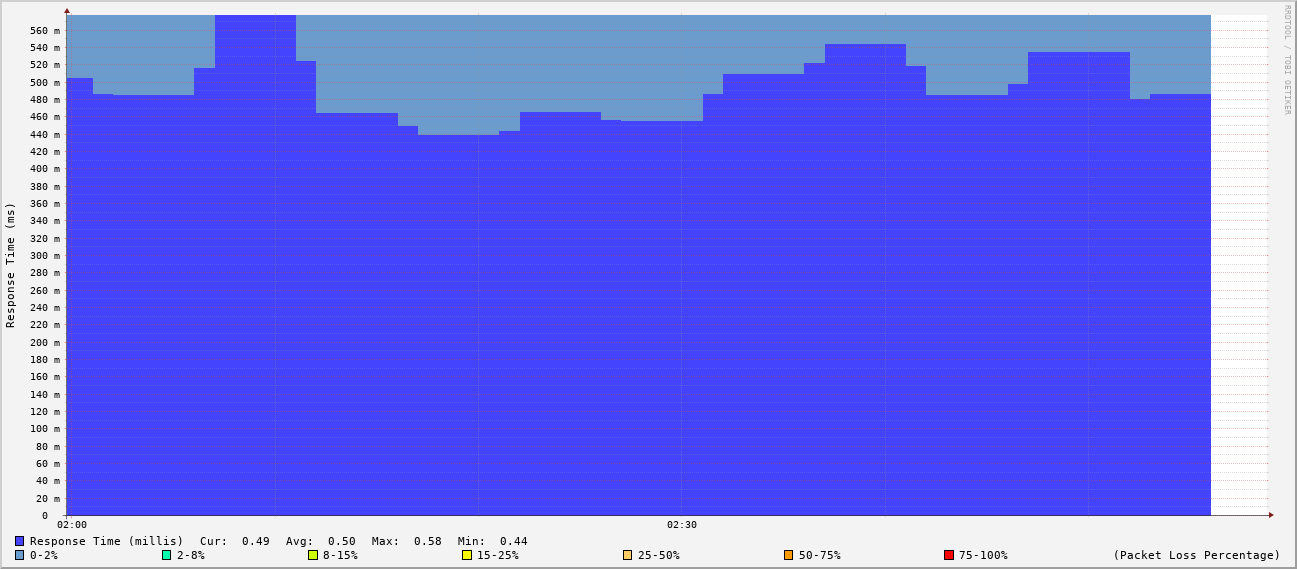 RRDTOOL / TOBI OETIKER
Response Time (ms)
560 m
540 m
520 m
500 m
480 m
460 m
440 m
420 m
400 m
380 m
360 m
340 m
320 m
300 m
280 m
260 m
240 m
220 m
200 m
180 m
160 m
140 m
120 m
100 m
80 m
60 m
40 m
20 m
0
02:00 02:30
Response Time (millis) Cur: 0.49 Avg: 0.50 Max: 0.58 Min: 0.44
0-2% 2-8% 8-15% 15-25% 25-50% 50-75% 75-100% (Packet Loss Percentage)